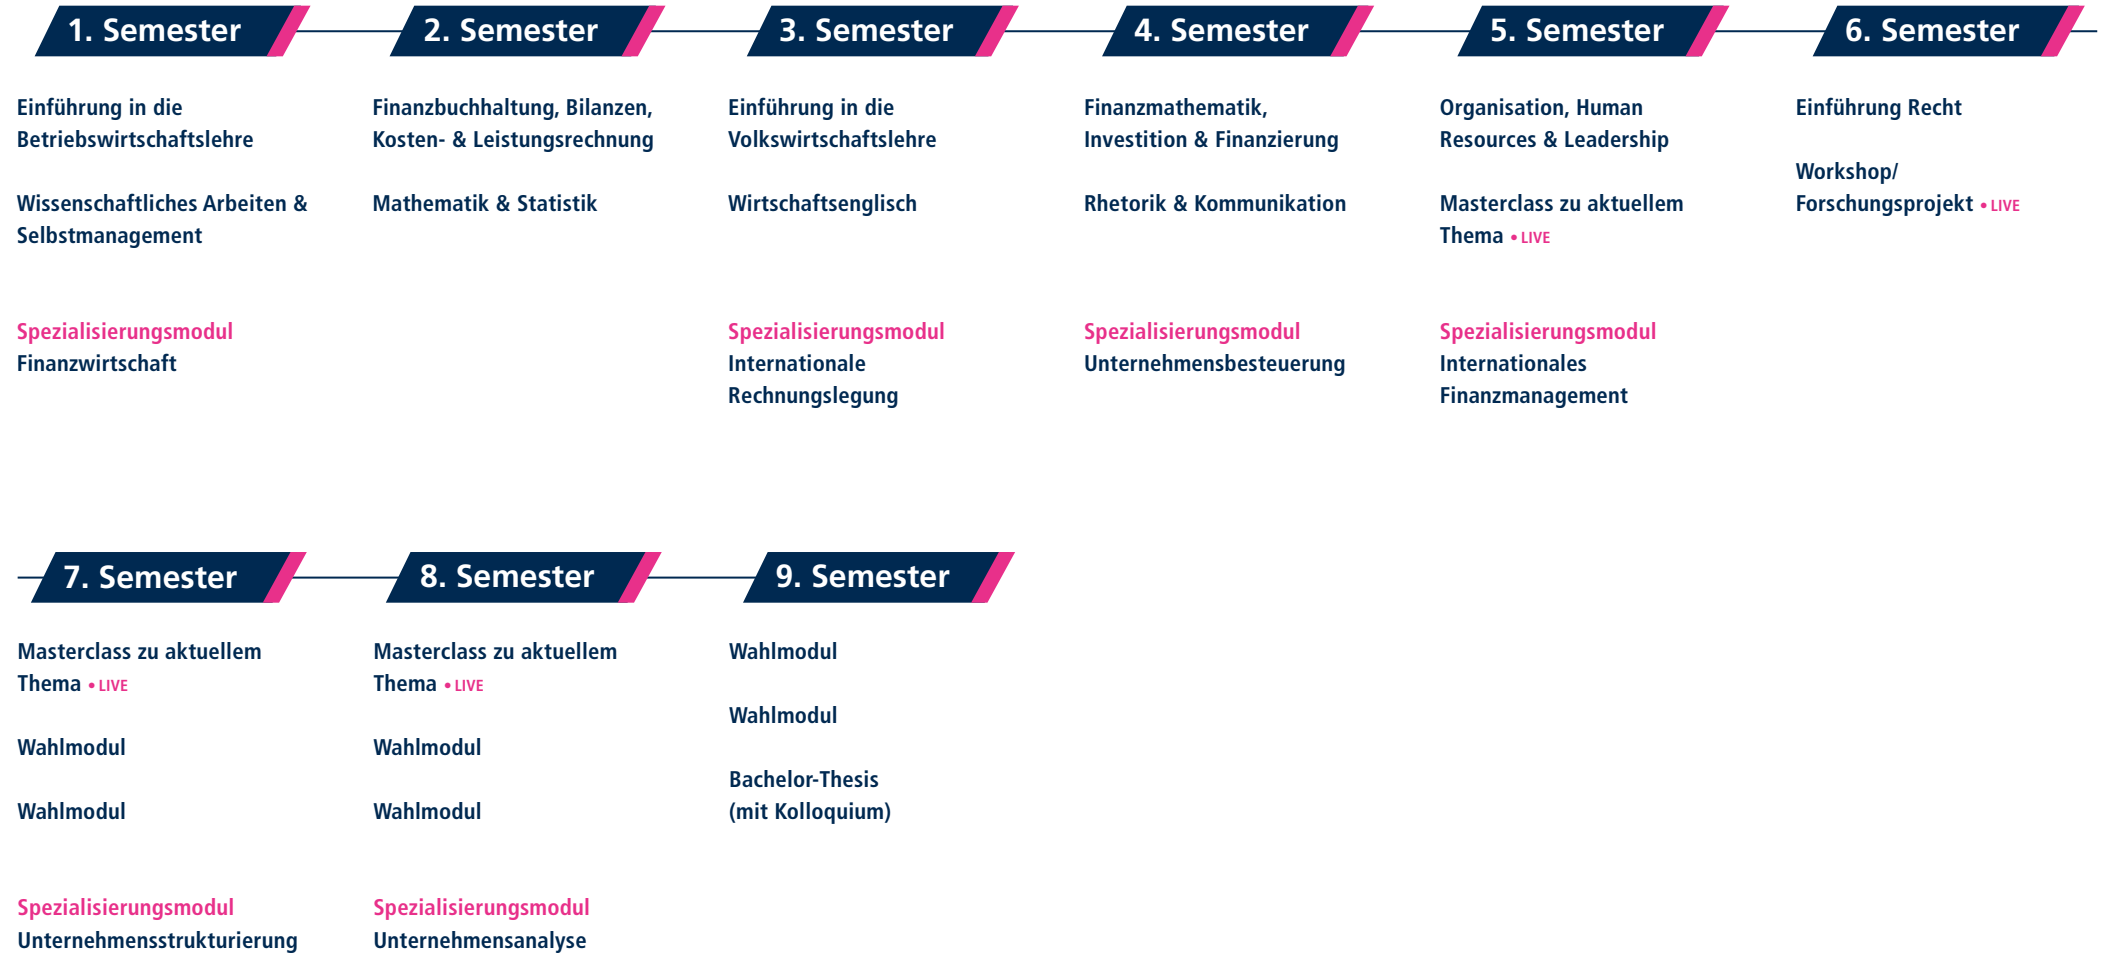 1. Semester
Einführung in die
Betriebswirtschaftslehre
Wissenschaftliches Arbeiten &
Selbstmanagement
Spezialisierungsmodul
Finanzwirtschaft
2. Semester
Finanzbuchhaltung, Bilanzen,
Kosten- & Leistungsrechnung
Mathematik & Statistik
3. Semester
Einführung in die
Volkswirtschaftslehre
Wirtschaftsenglisch
Spezialisierungsmodul
Internationale
Rechnungslegung
4. Semester
Finanzmathematik,
Investition & Finanzierung
Rhetorik & Kommunikation
Spezialisierungsmodul
Unternehmensbesteuerung
5. Semester
Organisation, Human
Resources & Leadership
Masterclass zu aktuellem
Thema • LIVE
Spezialisierungsmodul
Internationales
Finanzmanagement
6. Semester
Einführung Recht
Workshop/
Forschungsprojekt • LIVE
7. Semester
Masterclass zu aktuellem
Thema • LIVE
Wahlmodul
Wahlmodul
Spezialisierungsmodul
Unternehmensstrukturierung
8. Semester
Masterclass zu aktuellem
Thema • LIVE
Wahlmodul
Wahlmodul
Spezialisierungsmodul
Unternehmensanalyse
9. Semester
Wahlmodul
Wahlmodul
Bachelor-Thesis
(mit Kolloquium)